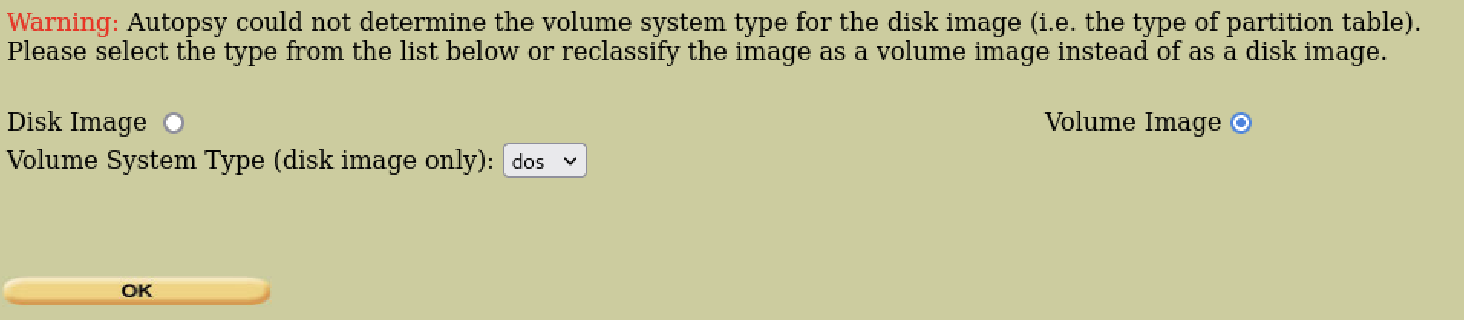 Warning: Autopsy could not determine the volume system type for the disk image (i.e. the type of partition table).
Please select the type from the list below or reclassify the image as a volume image instead of as a disk image.
Disk Image Volume Image
Volume System Type (disk image only): dos
OK